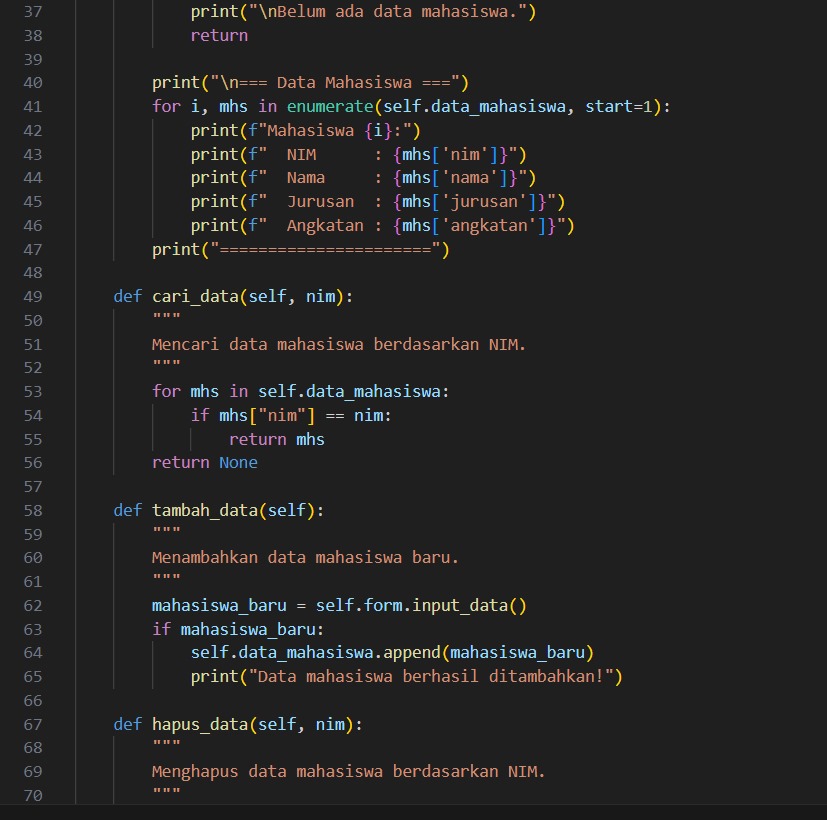 37                 print("\nBelum ada data mahasiswa.")
38                 return
39
40             print("\n=== Data Mahasiswa ===")
41             for i, mhs in enumerate(self.data_mahasiswa, start=1):
42                 print(f"Mahasiswa {i}:")
43                 print(f"  NIM      : {mhs['nim']}")
44                 print(f"  Nama     : {mhs['nama']}")
45                 print(f"  Jurusan  : {mhs['jurusan']}")
46                 print(f"  Angkatan : {mhs['angkatan']}")
47             print("======================")
48
49         def cari_data(self, nim):
50             """
51             Mencari data mahasiswa berdasarkan NIM.
52             """
53             for mhs in self.data_mahasiswa:
54                 if mhs["nim"] == nim:
55                     return mhs
56             return None
57
58         def tambah_data(self):
59             """
60             Menambahkan data mahasiswa baru.
61             """
62             mahasiswa_baru = self.form.input_data()
63             if mahasiswa_baru:
64                 self.data_mahasiswa.append(mahasiswa_baru)
65                 print("Data mahasiswa berhasil ditambahkan!")
66
67         def hapus_data(self, nim):
68             """
69             Menghapus data mahasiswa berdasarkan NIM.
70             """